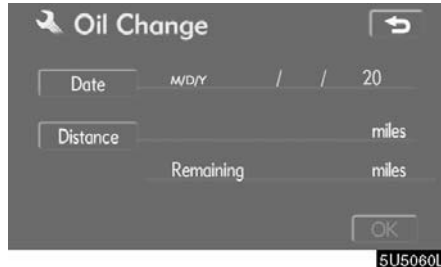 Oil Change
Date M/D/Y / / 20
Distance miles
Remaining miles
OK
5U5060L